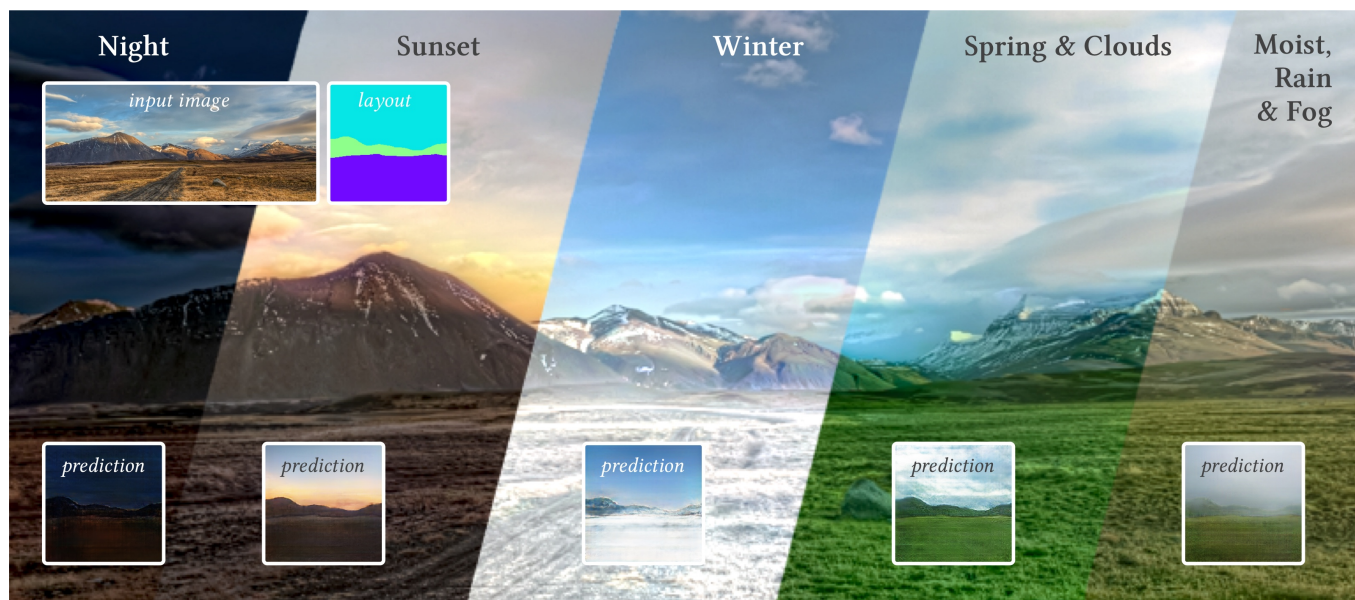 Night
Sunset
Winter
Spring & Clouds
Moist,
Rain
& Fog
input image
layout
prediction
prediction
prediction
prediction
prediction